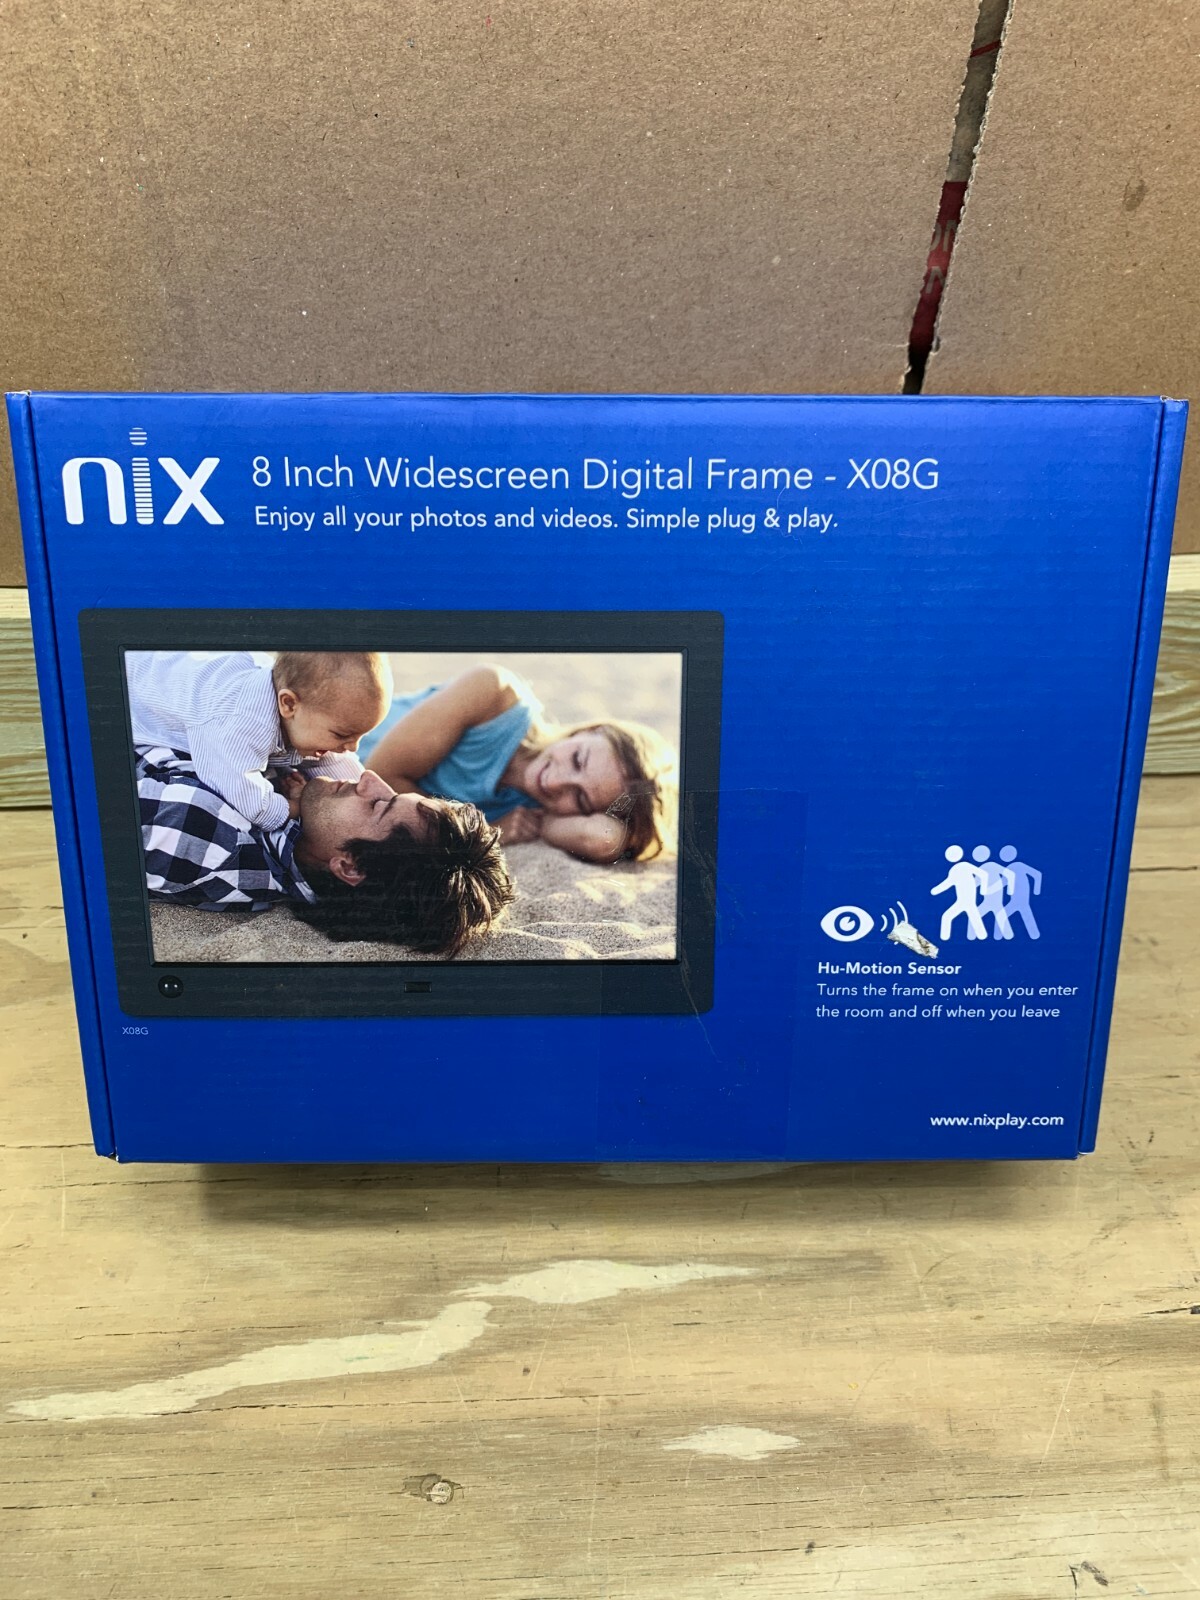 nix
8 Inch Widescreen Digital Frame - X08G
Enjoy all your photos and videos. Simple plug & play.
X08G
Hu-Motion Sensor
Turns the frame on when you enter
the room and off when you leave
www.nixplay.com